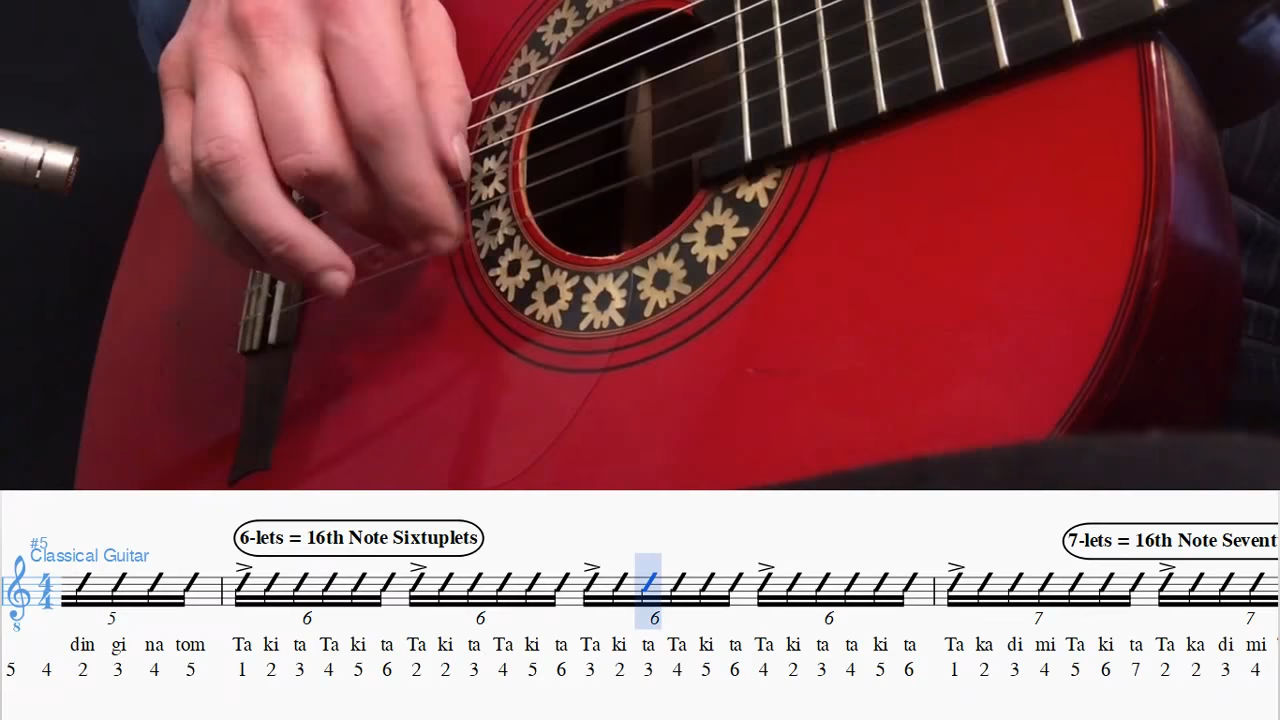 6-lets = 16th Note Sixtuplets
7-lets = 16th Note Sevent
#5
Classical Guitar
4
4
8
5 6 6 6 6 7 7
din gi na tom Ta ki ta Ta ki ta Ta ki ta Ta ki ta Ta ki ta Ta ki ta Ta ki ta Ta ki ta Ta ka di mi Ta ki ta Ta ka di mi
5 4 2 3 4 5 1 2 3 4 5 6 2 2 3 4 5 6 3 2 3 4 5 6 4 2 3 4 5 6 1 2 3 4 5 6 7 2 2 3 4